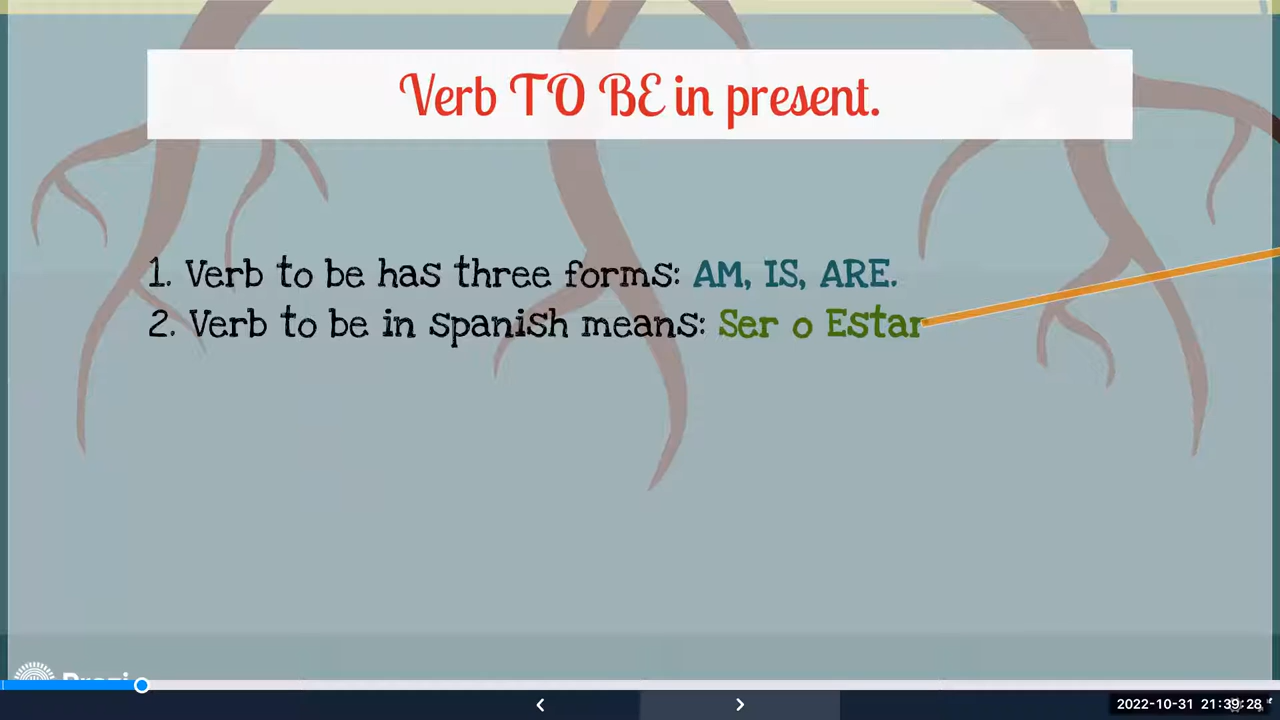 Verb TO BE in present.
1. Verb to be has three forms: AM, IS, ARE.
2. Verb to be in spanish means: Ser o Estar
Prezi
2022-10-31 21:39:28